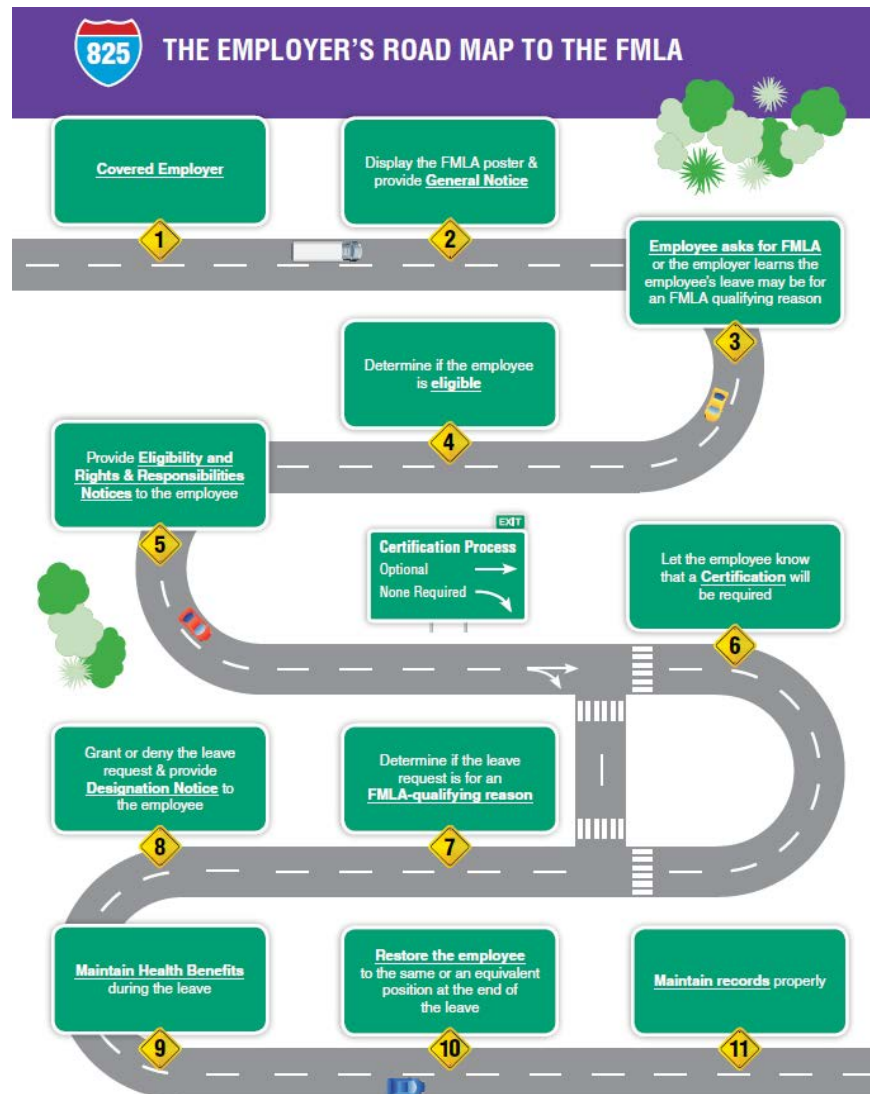 825
THE EMPLOYER'S ROAD MAP TO THE FMLA
Covered Employer
1
Display the FMLA poster &
provide General Notice
2
Employee asks for FMLA
or the employer learns the
employee's leave may be for
an FMLA qualifying reason
3
Determine if the employee
is eligible
4
Provide Eligibility and
Rights & Responsibilities
Notices to the employee
5
EXIT
Certification Process
Optional
None Required
Let the employee know
that a Certification will
be required
6
Determine if the leave
request is for an
FMLA-qualifying reason
7
Grant or deny the leave
request & provide
Designation Notice to
the employee
8
Maintain Health Benefits
during the leave
9
Restore the employee
to the same or an equivalent
position at the end of
the leave
10
Maintain records properly
11